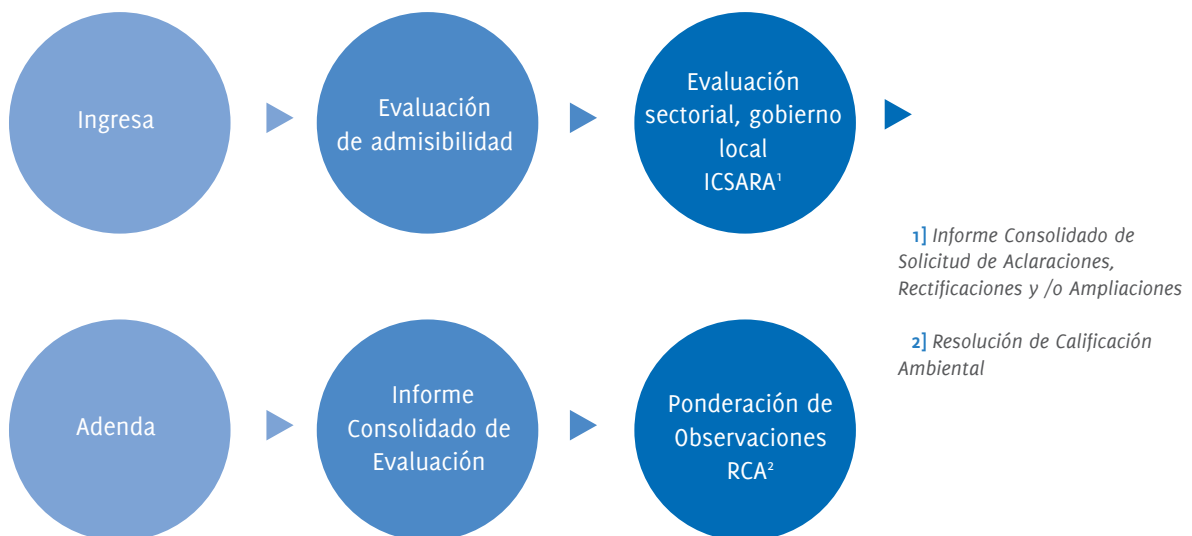 Ingresa
Evaluación
de admisibilidad
Evaluación
sectorial, gobierno
local
ICSARA¹
1] Informe Consolidado de
Solicitud de Aclaraciones,
Rectificaciones y /o Ampliaciones
2] Resolución de Calificación
Ambiental
Adenda
Informe
Consolidado de
Evaluación
Ponderación de
Observaciones
RCA²